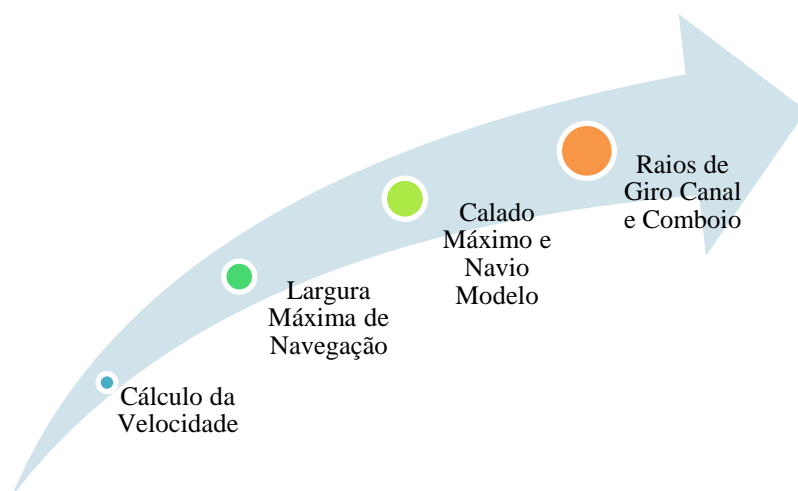 Cálculo da
Velocidade
Largura
Máxima de
Navegação
Calado
Máximo e
Navio
Modelo
Raios de
Giro Canal
e Comboio